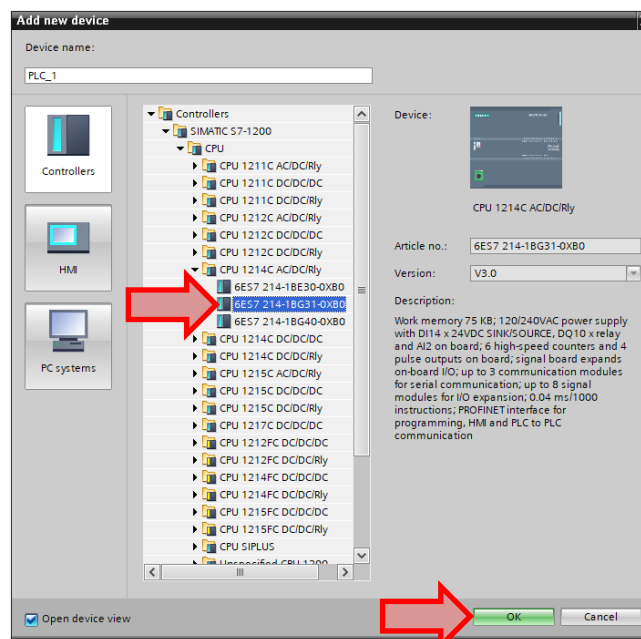 Add new device
Device name:
PLC_1
Controllers
HMI
PC systems
Controllers
SIMATIC S7-1200
CPU
CPU 1211C AC/DC/Rly
CPU 1211C DC/DC/DC
CPU 1211C DC/DC/Rly
CPU 1212C AC/DC/Rly
CPU 1212C DC/DC/DC
CPU 1212C DC/DC/Rly
CPU 1214C AC/DC/Rly
6ES7 214-1BE30-0XB0
6ES7 214-1BG31-0XB0
6ES7 214-1BG40-0XB0
CPU 1214C DC/DC/DC
CPU 1214C DC/DC/Rly
CPU 1215C AC/DC/Rly
CPU 1215C DC/DC/DC
CPU 1215C DC/DC/Rly
CPU 1217C DC/DC/DC
CPU 1212FC DC/DC/DC
CPU 1212FC DC/DC/Rly
CPU 1214FC DC/DC/DC
CPU 1214FC DC/DC/Rly
CPU 1215FC DC/DC/DC
CPU 1215FC DC/DC/Rly
CPU SIPLUS
Unspecified CPU 1200
Device:
CPU 1214C AC/DC/Rly
Article no.:
6ES7 214-1BG31-0XB0
Version:
V3.0
Description:
Work memory 75 KB; 120/240VAC power supply
with DI14 x 24VDC SINK/SOURCE, DQ10 x relay
and AI2 on board; 6 high-speed counters and 4
pulse outputs on board; signal board expands
on-board I/O; up to 3 communication modules
for serial communication; up to 8 signal
modules for I/O expansion; 0.04 ms/1000
instructions; PROFINET interface for
programming, HMI and PLC to PLC
communication
Open device view
OK
Cancel